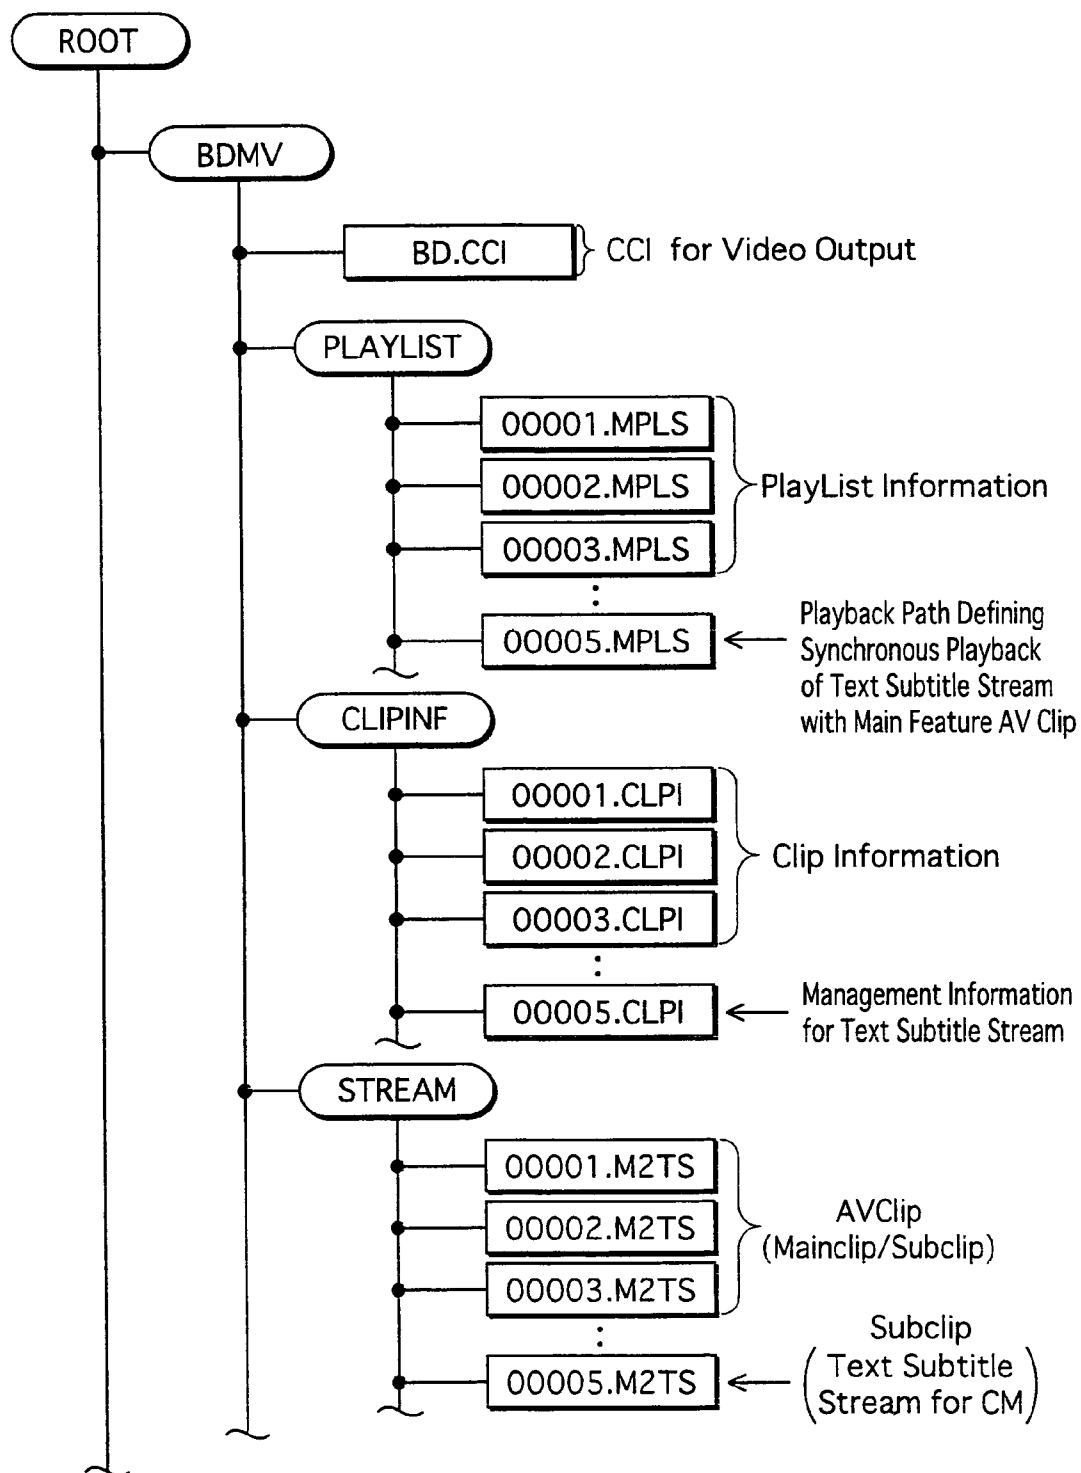 ROOT
BDMV
BD.CCI
CCI for Video Output
PLAYLIST
00001.MPLS
00002.MPLS
PlayList Information
00003.MPLS
00005.MPLS
Playback Path Defining
Synchronous Playback
of Text Subtitle Stream
with Main Feature AV Clip
CLIPINF
00001.CLPI
00002.CLPI
Clip Information
00003.CLPI
00005.CLPI
Management Information
for Text Subtitle Stream
STREAM
00001.M2TS
00002.M2TS
AVClip
(Mainclip/Subclip)
00003.M2TS
00005.M2TS
Subclip
(Text Subtitle
Stream for CM)